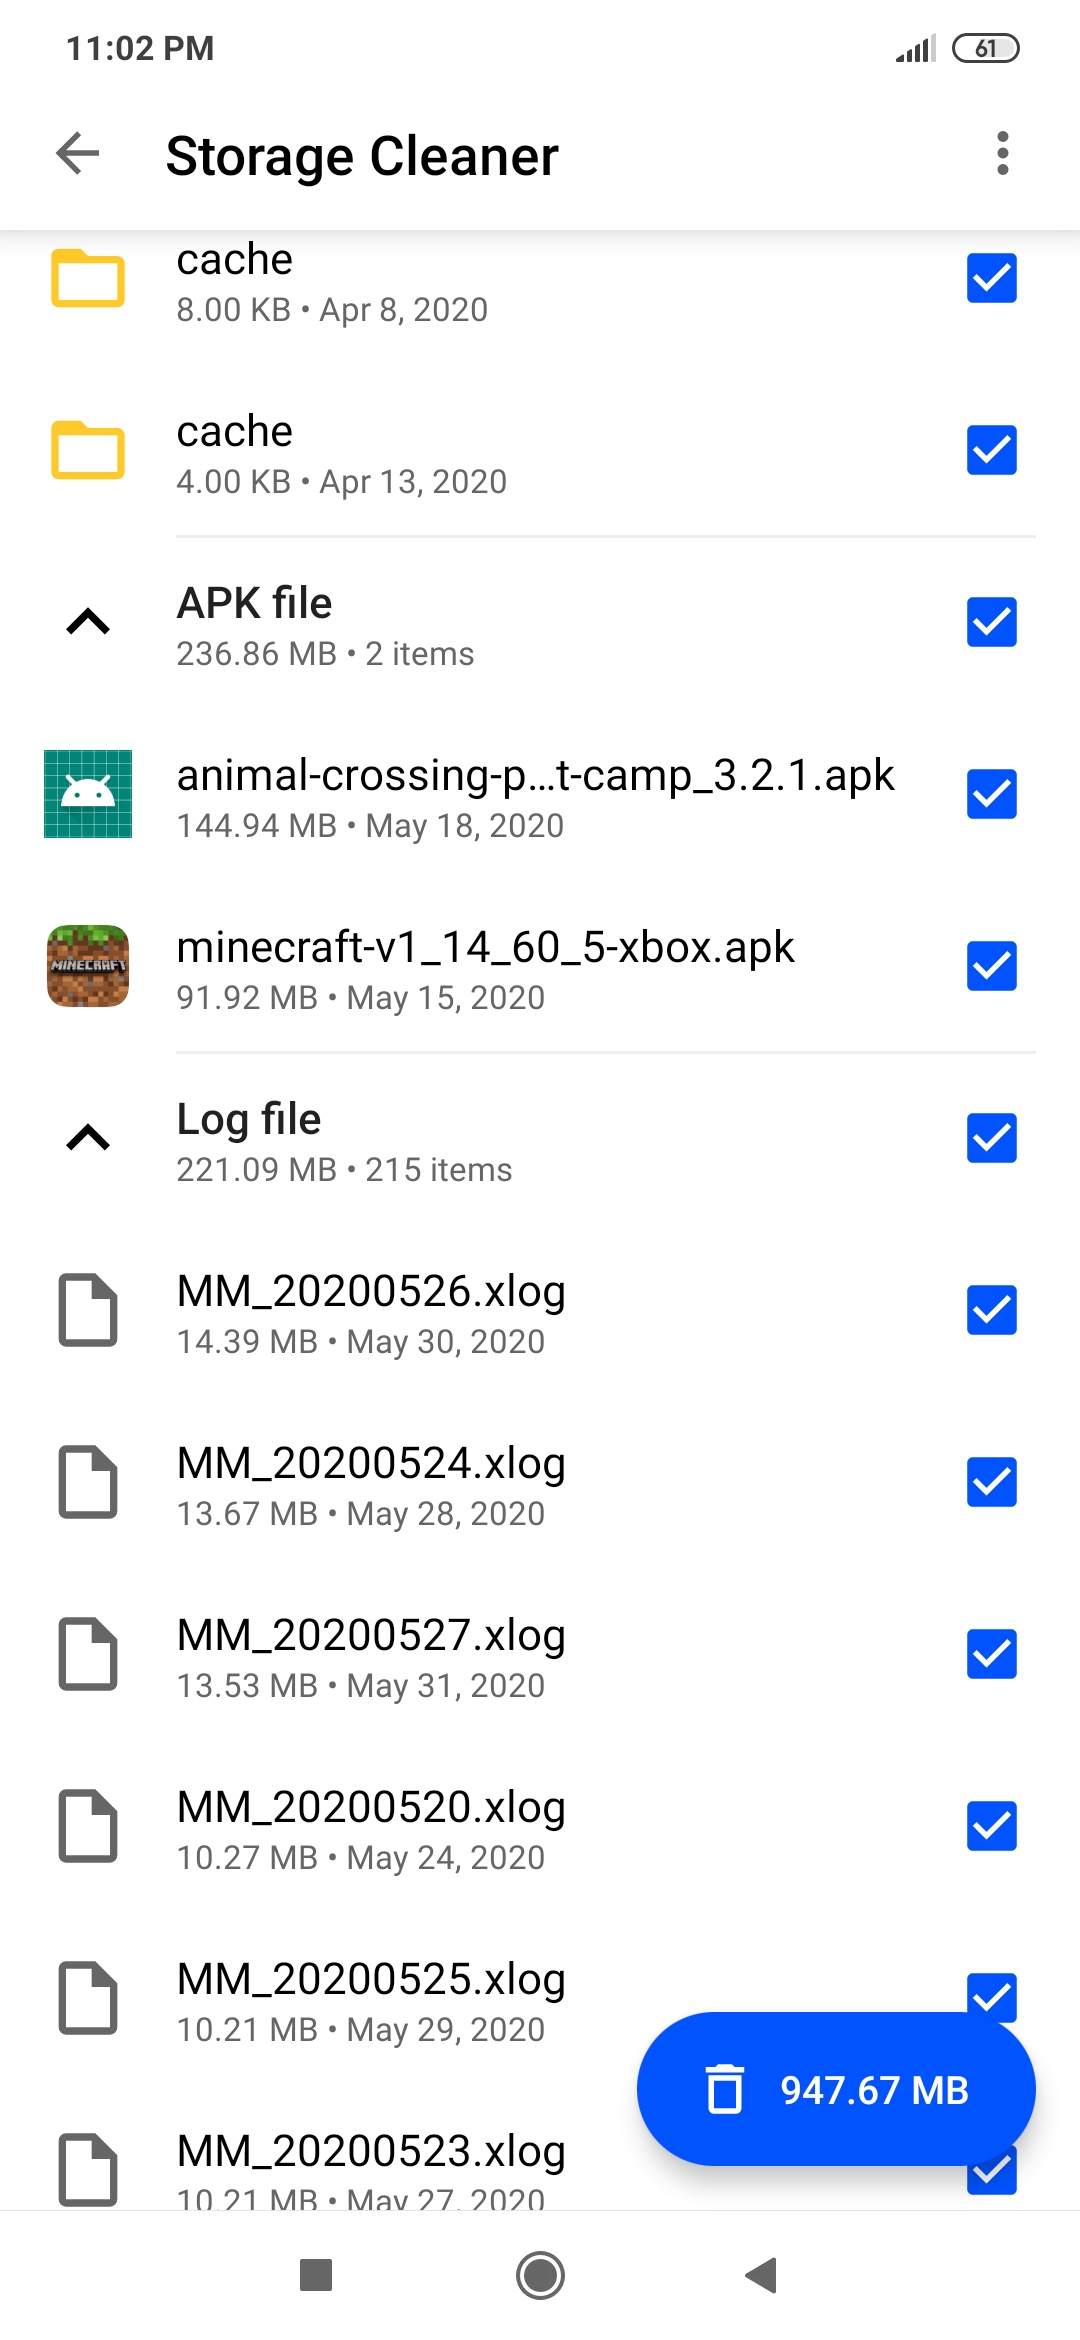 11:02 PM
61
Storage Cleaner
cache
8.00 KB • Apr 8, 2020
cache
4.00 KB • Apr 13, 2020
APK file
236.86 MB • 2 items
animal-crossing-p...t-camp_3.2.1.apk
144.94 MB • May 18, 2020
MINECRAFT
minecraft-v1_14_60_5-xbox.apk
91.92 MB • May 15, 2020
Log file
221.09 MB • 215 items
MM_20200526.xlog
14.39 MB • May 30, 2020
MM_20200524.xlog
13.67 MB • May 28, 2020
MM_20200527.xlog
13.53 MB • May 31, 2020
MM_20200520.xlog
10.27 MB • May 24, 2020
MM_20200525.xlog
10.21 MB • May 29, 2020
947.67 MB
MM_20200523.xlog
10.21 MB • May 27, 2020